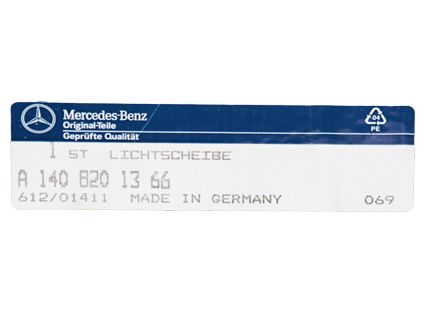 Mercedes-Benz
Original-Teile
Geprüfte Qualität
04
PE
1 ST LICHTSCHEIBE
A 140 820 13 66
612/01411 MADE IN GERMANY 069